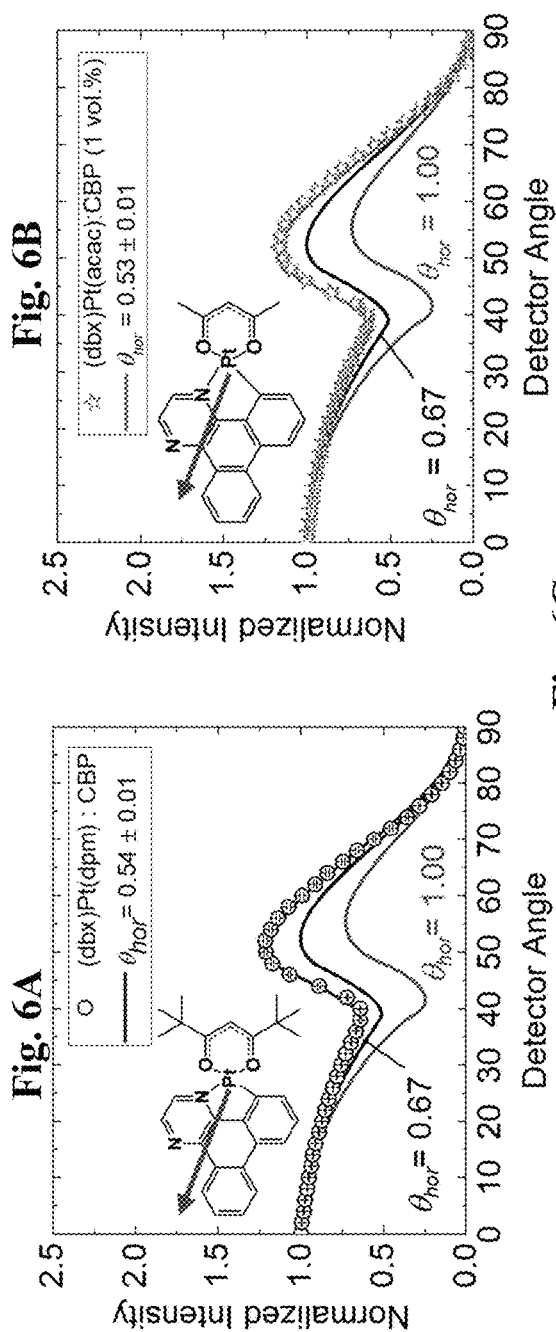 Fig. 6A
2.5
2.0
1.5
1.0
0.5
0.0
Normalized Intensity
(dbx)Pt(dpm) : CBP
θhor = 0.54 ± 0.01
N
N
Pt
O
O
θhor = 0.67
θhor = 1.00
0 10 20 30 40 50 60 70 80 90
Detector Angle
Fig. 6B
2.5
2.0
1.5
1.0
0.5
0.0
Normalized Intensity
☆ (dbx)Pt(acac):CBP (1 vol.%)
θhor = 0.53 ± 0.01
N
N
Pt
O
O
θhor = 0.67
θhor = 1.00
0 10 20 30 40 50 60 70 80 90
Detector Angle